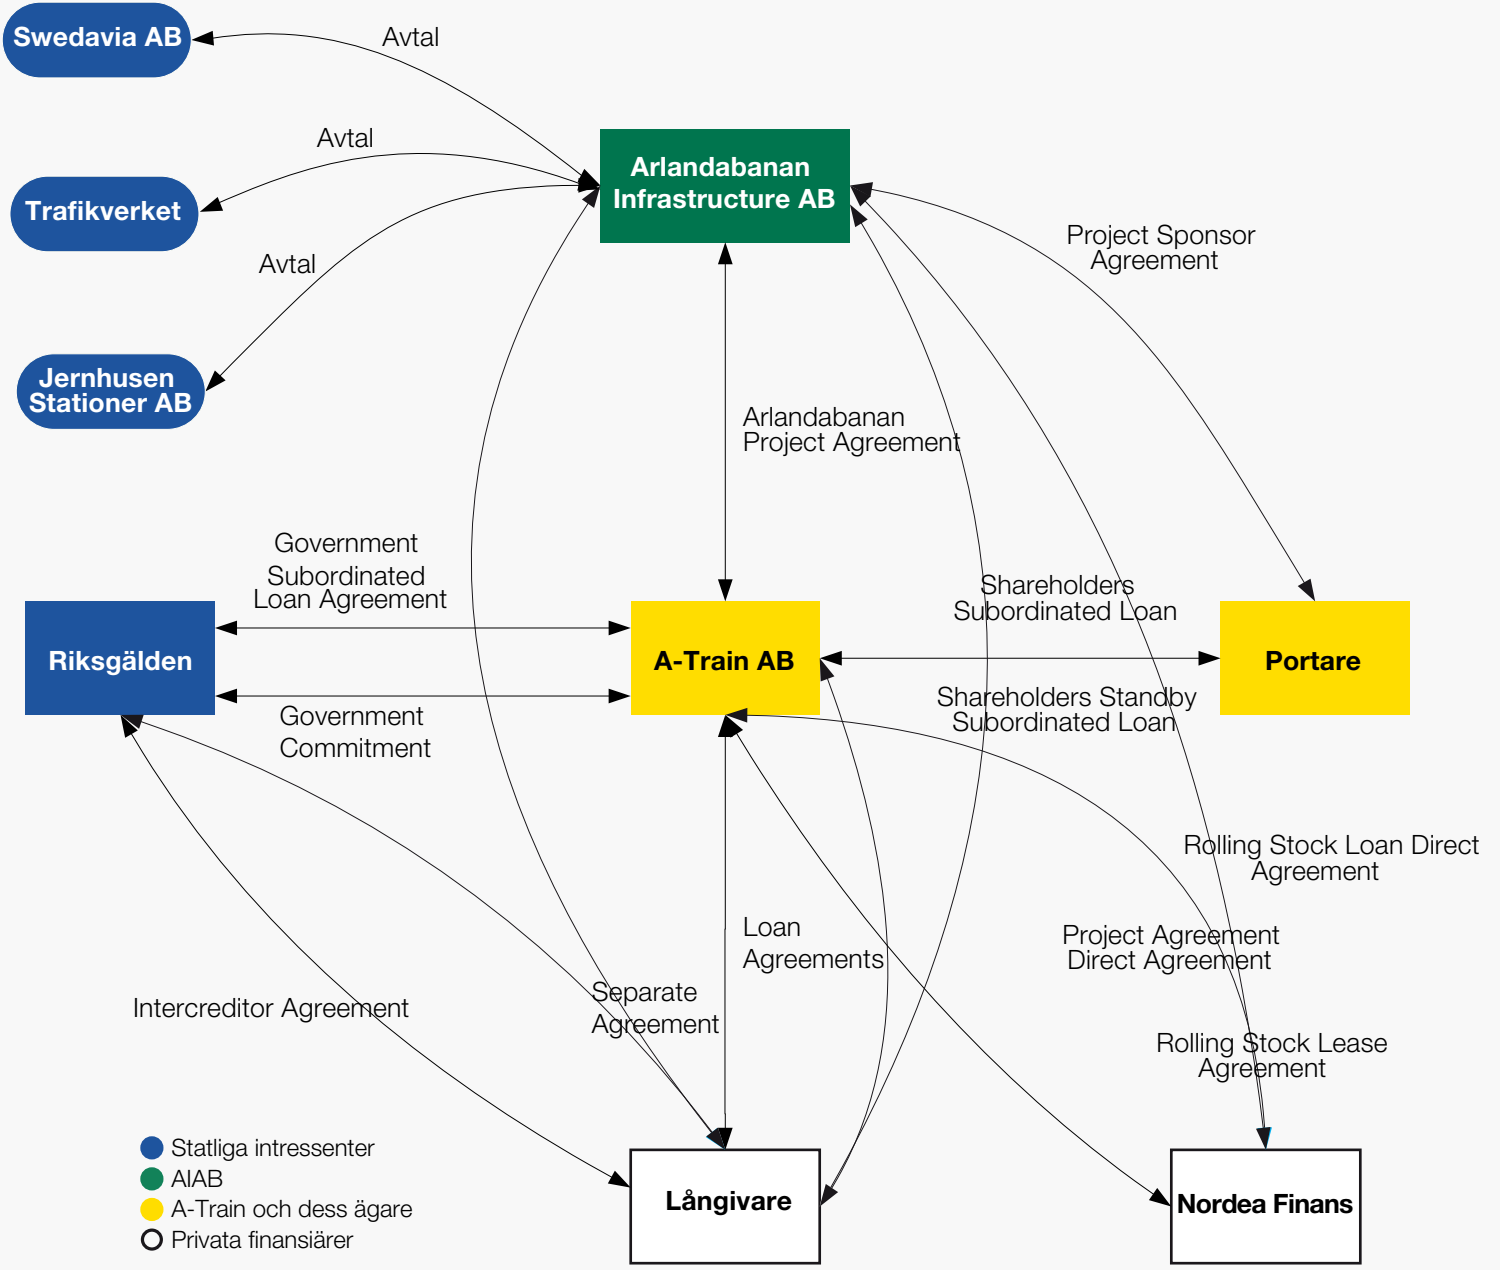 Swedavia AB
Avtal
Trafikverket
Avtal
Jernhusen
Stationer AB
Avtal
Arlandabanan
Infrastructure AB
Project Sponsor
Agreement
Arlandabanan
Project Agreement
Government
Subordinated
Loan Agreement
Riksgälden
Government
Commitment
A-Train AB
Shareholders
Subordinated Loan
Shareholders Standby
Subordinated Loan
Portare
Rolling Stock Loan Direct
Agreement
Project Agreement
Direct Agreement
Rolling Stock Lease
Agreement
Loan
Agreements
Separate
Agreement
Intercreditor Agreement
Långivare
Nordea Finans
Statliga intressenter
AIAB
A-Train och dess ägare
Privata finansiärer